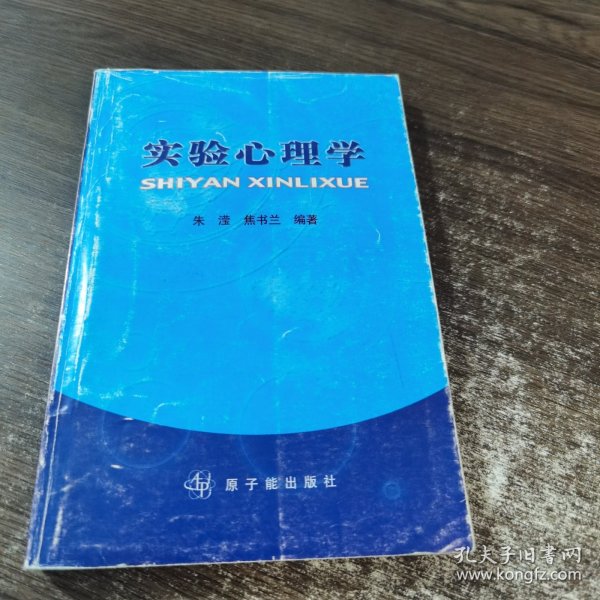 实验心理学
SHIYAN XINLIXUE
朱 滢 焦书兰 编著
原子能出版社
孔夫子旧书网
www.kongfz.com